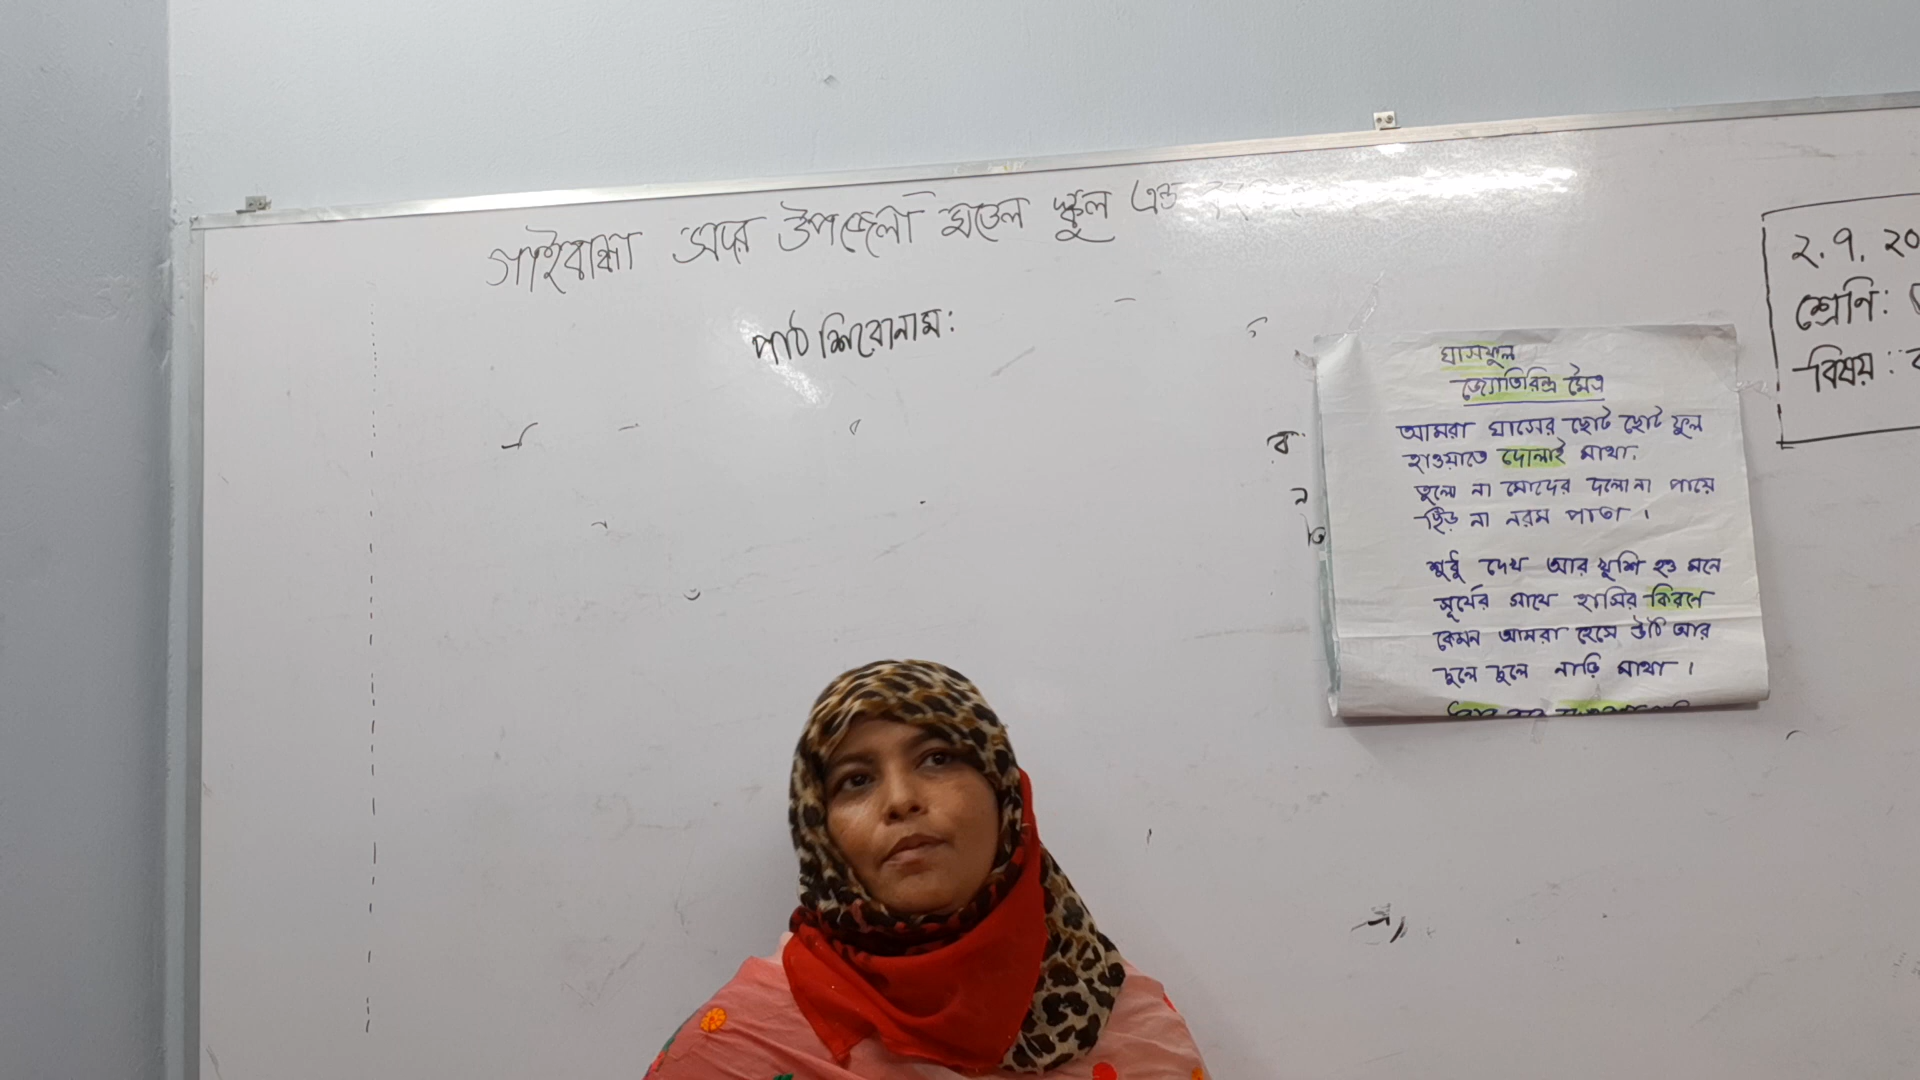 গাইবান্ধা সদর উপজেলা মডেল স্কুল এন্ড
পাঠ শিরোনাম:
২. ৭. ২০
শ্রেণি:
বিষয় :
ব
ঘাসফুল
জ্যোতিরিন্দ্র মৈত্র
আমরা ঘাসের ছোট ছোট ফুল
হাওয়াতে দোলাই মাথা,
তুলো না মোদের দলো না পায়ে
ছিঁড় না নরম পাতা ।
শুধু দেখ আর খুশি হও মনে
সূর্যের সাথে হাসির কিরণে
কেমন আমরা হেসে উঠি আর
দুলে দুলে নাড়ি মাথা ।